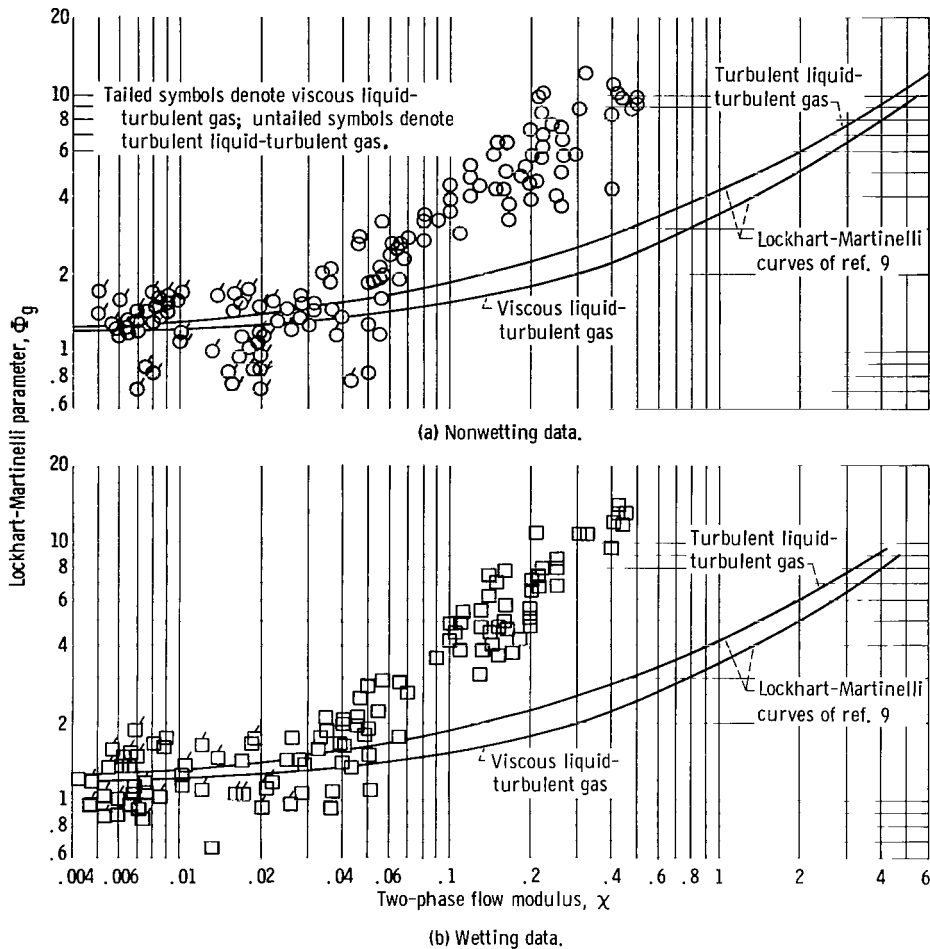 20
10
8
6
4
2
1
.8
.6
Tailed symbols denote viscous liquid-
turbulent gas; untailed symbols denote
turbulent liquid-turbulent gas.
Turbulent liquid-
turbulent gas
Lockhart-Martinelli
curves of ref. 9
Viscous liquid-
turbulent gas
(a) Nonwetting data.
Lockhart-Martinelli parameter, Φg
20
10
8
6
4
2
1
.8
.6
Turbulent liquid-
turbulent gas
Lockhart-Martinelli
curves of ref. 9
Viscous liquid-
turbulent gas
.004 .006 .01 .02 .04 .06 .1 .2 .4 .6 .8 1 2 4 6
Two-phase flow modulus, χ
(b) Wetting data.